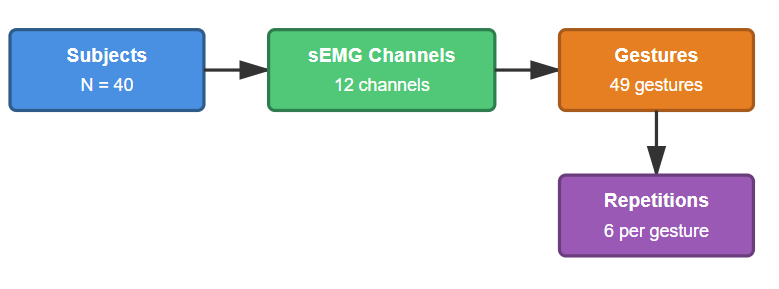 Subjects
N = 40
sEMG Channels
12 channels
Gestures
49 gestures
Repetitions
6 per gesture